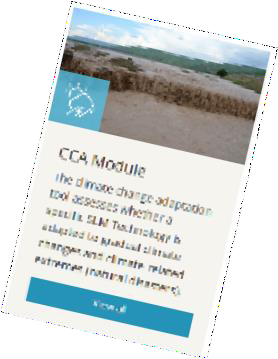 CCA Module
The climate change adaptation
tool assesses whether a
specific SLM Technology is
adapted to gradual climate
changes and climate-related
extremes (natural disasters).
View all